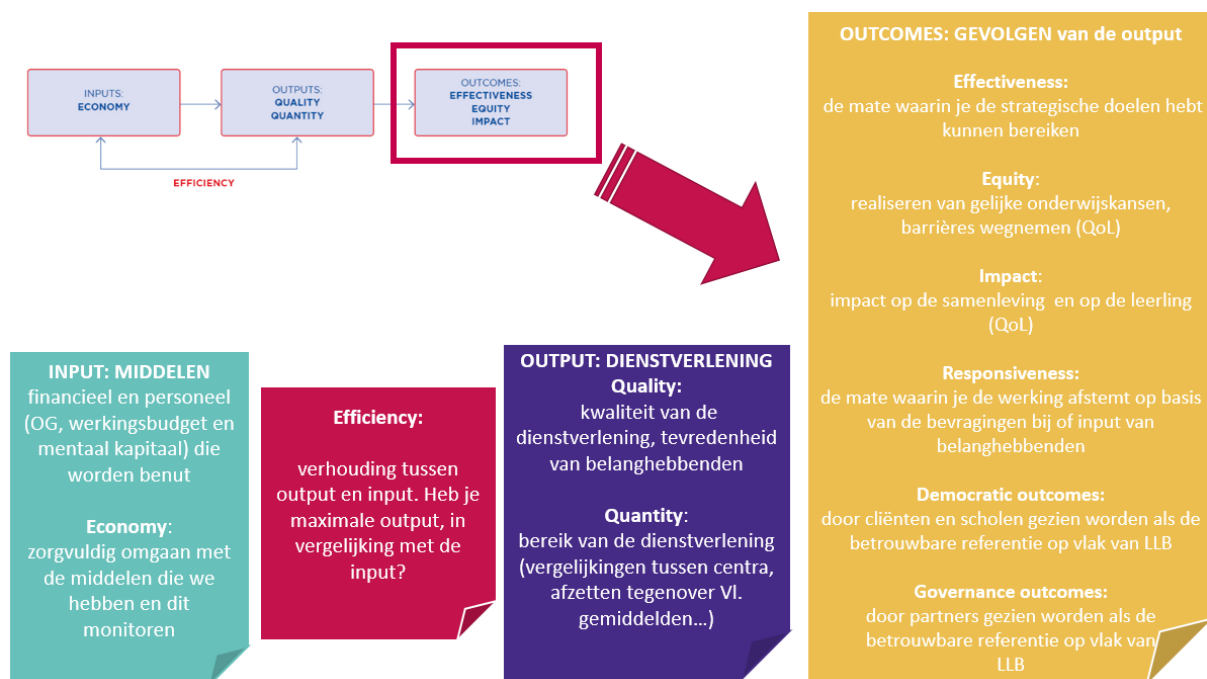 INPUTS:
ECONOMY
OUTPUTS:
QUALITY
QUANTITY
OUTCOMES:
EFFECTIVENESS
EQUITY
IMPACT
EFFICIENCY
INPUT: MIDDELEN
financieel en personeel
(OG, werkingsbudget en
mentaal kapitaal) die
worden benut
Economy:
zorgvuldig omgaan met
de middelen die we
hebben en dit
monitoren
Efficiency:
verhouding tussen
output en input. Heb je
maximale output, in
vergelijking met de
input?
OUTPUT: DIENSTVERLENING
Quality:
kwaliteit van de
dienstverlening, tevredenheid
van belanghebbenden
Quantity:
bereik van de dienstverlening
(vergelijkingen tussen centra,
afzetten tegenover Vl.
gemiddelden...)
OUTCOMES: GEVOLGEN van de output
Effectiveness:
de mate waarin je de strategische doelen hebt
kunnen bereiken
Equity:
realiseren van gelijke onderwijskansen,
barrières wegnemen (QoL)
Impact:
impact op de samenleving en op de leerling
(QoL)
Responsiveness:
de mate waarin je de werking afstemt op basis
van de bevragingen bij of input van
belanghebbenden
Democratic outcomes:
door cliënten en scholen gezien worden als de
betrouwbare referentie op vlak van LLB
Governance outcomes:
door partners gezien worden als de
betrouwbare referentie op vlak van
LLB